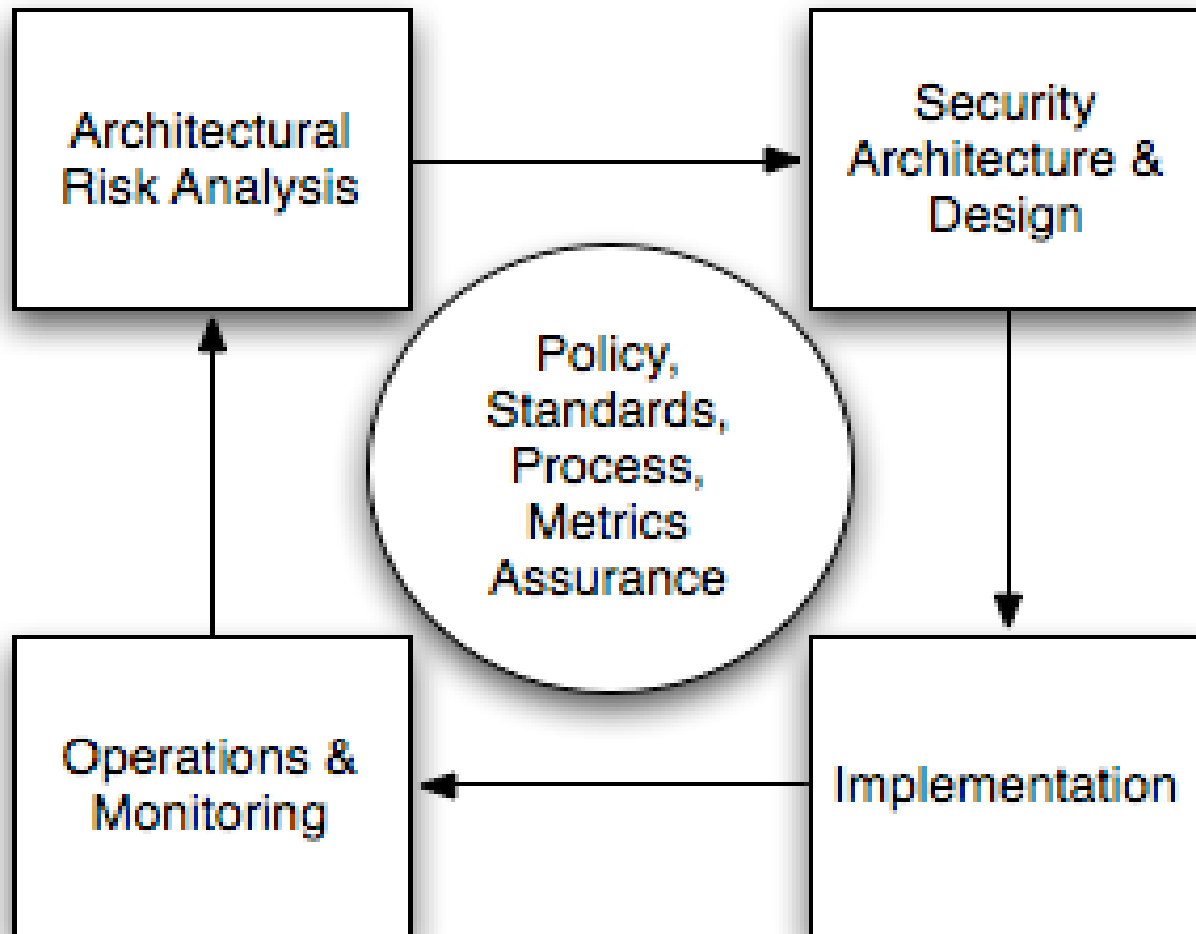 Architectural
Risk Analysis
Security
Architecture &
Design
Policy,
Standards,
Process,
Metrics
Assurance
Operations &
Monitoring
Implementation